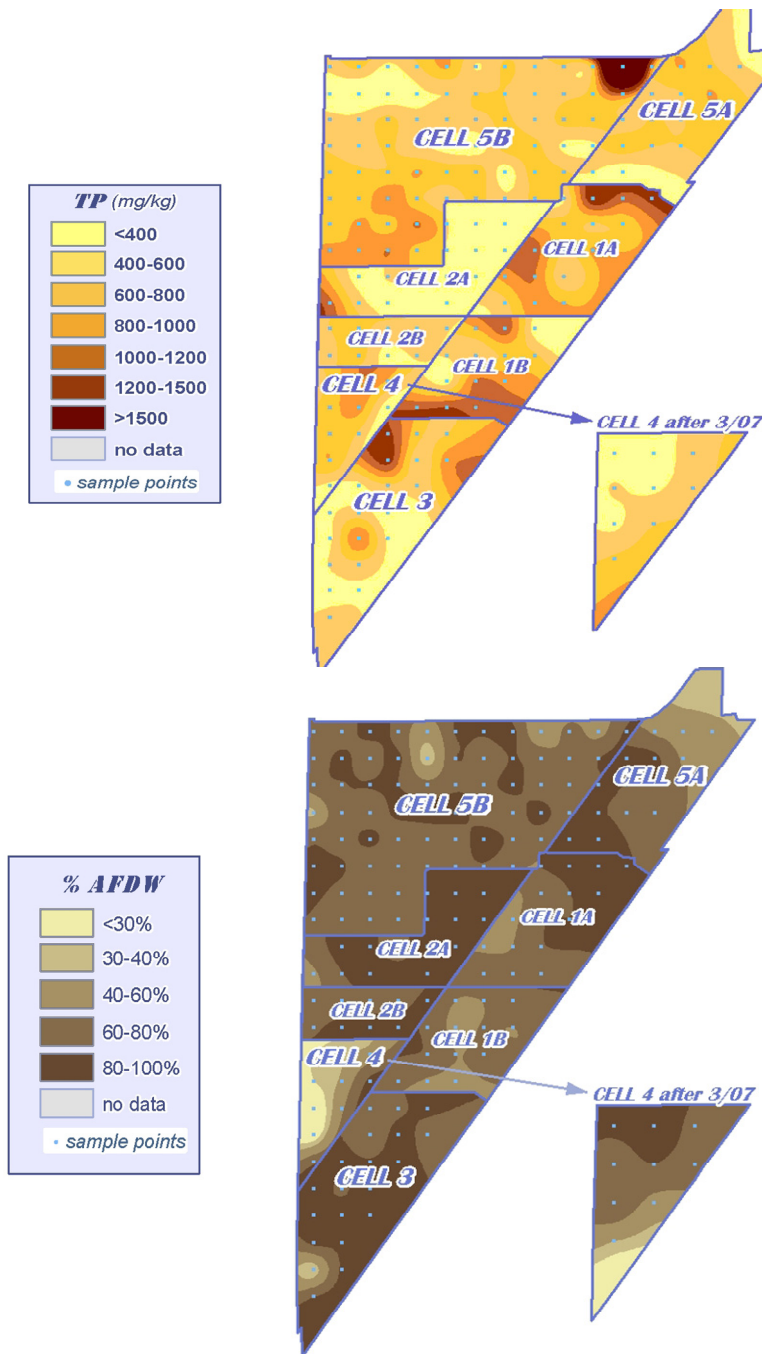 TP (mg/kg)
<400
400-600
600-800
800-1000
1000-1200
1200-1500
>1500
no data
sample points
CELL 5B
CELL 5A
CELL 1A
CELL 2A
CELL 2B
CELL 1B
CELL 4
CELL 4 after 3/07
CELL 3
% AFDW
<30%
30-40%
40-60%
60-80%
80-100%
no data
sample points
CELL 5B
CELL 5A
CELL 1A
CELL 2A
CELL 2B
CELL 1B
CELL 4
CELL 4 after 3/07
CELL 3